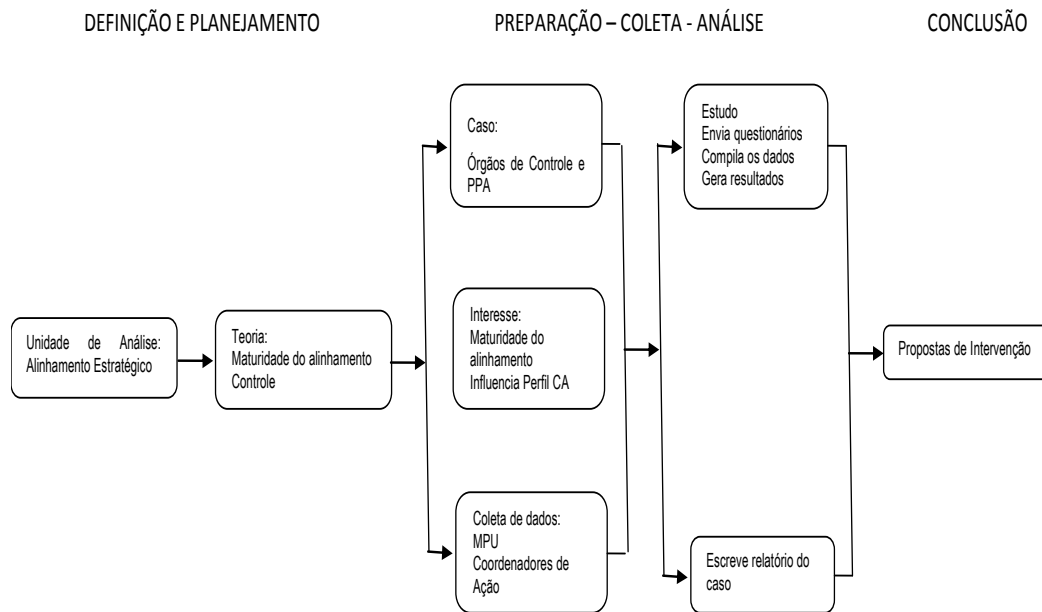 DEFINIÇÃO E PLANEJAMENTO
PREPARAÇÃO – COLETA - ANÁLISE
CONCLUSÃO
Unidade de Análise:
Alinhamento Estratégico
Teoria:
Maturidade do alinhamento
Controle
Caso:
Órgãos de Controle e
PPA
Interesse:
Maturidade do
alinhamento
Influencia Perfil CA
Coleta de dados:
MPU
Coordenadores de
Ação
Estudo
Envia questionários
Compila os dados
Gera resultados
Escreve relatório do
caso
Propostas de Intervenção